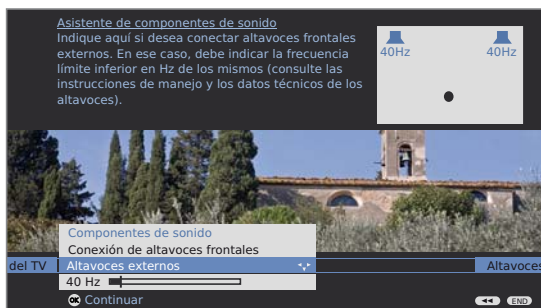 Asistente de componentes de sonido
Indique aquí si desea conectar altavoces frontales
externos. En ese caso, debe indicar la frecuencia
límite inferior en Hz de los mismos (consulte las
instrucciones de manejo y los datos técnicos de los
altavoces).
40Hz 40Hz
Componentes de sonido
Conexión de altavoces frontales
del TV Altavoces externos Altavoces
40 Hz
OK Continuar
END